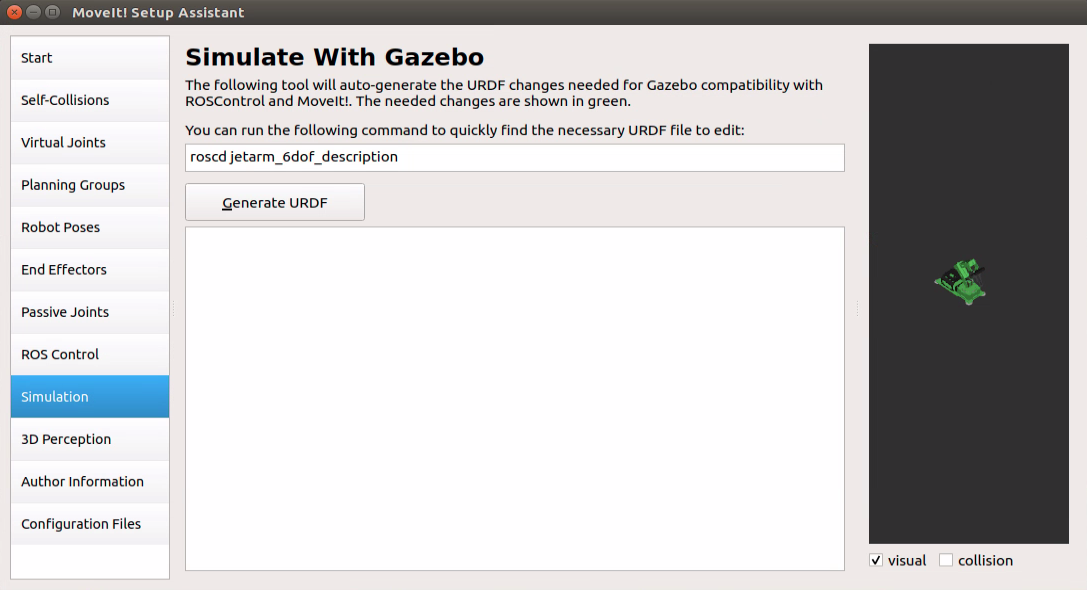 MoveIt! Setup Assistant
Start
Self-Collisions
Virtual Joints
Planning Groups
Robot Poses
End Effectors
Passive Joints
ROS Control
Simulation
3D Perception
Author Information
Configuration Files
Simulate With Gazebo
The following tool will auto-generate the URDF changes needed for Gazebo compatibility with
ROSControl and MoveIt!. The needed changes are shown in green.
You can run the following command to quickly find the necessary URDF file to edit:
roscd jetarm_6dof_description
Generate URDF
visual
collision